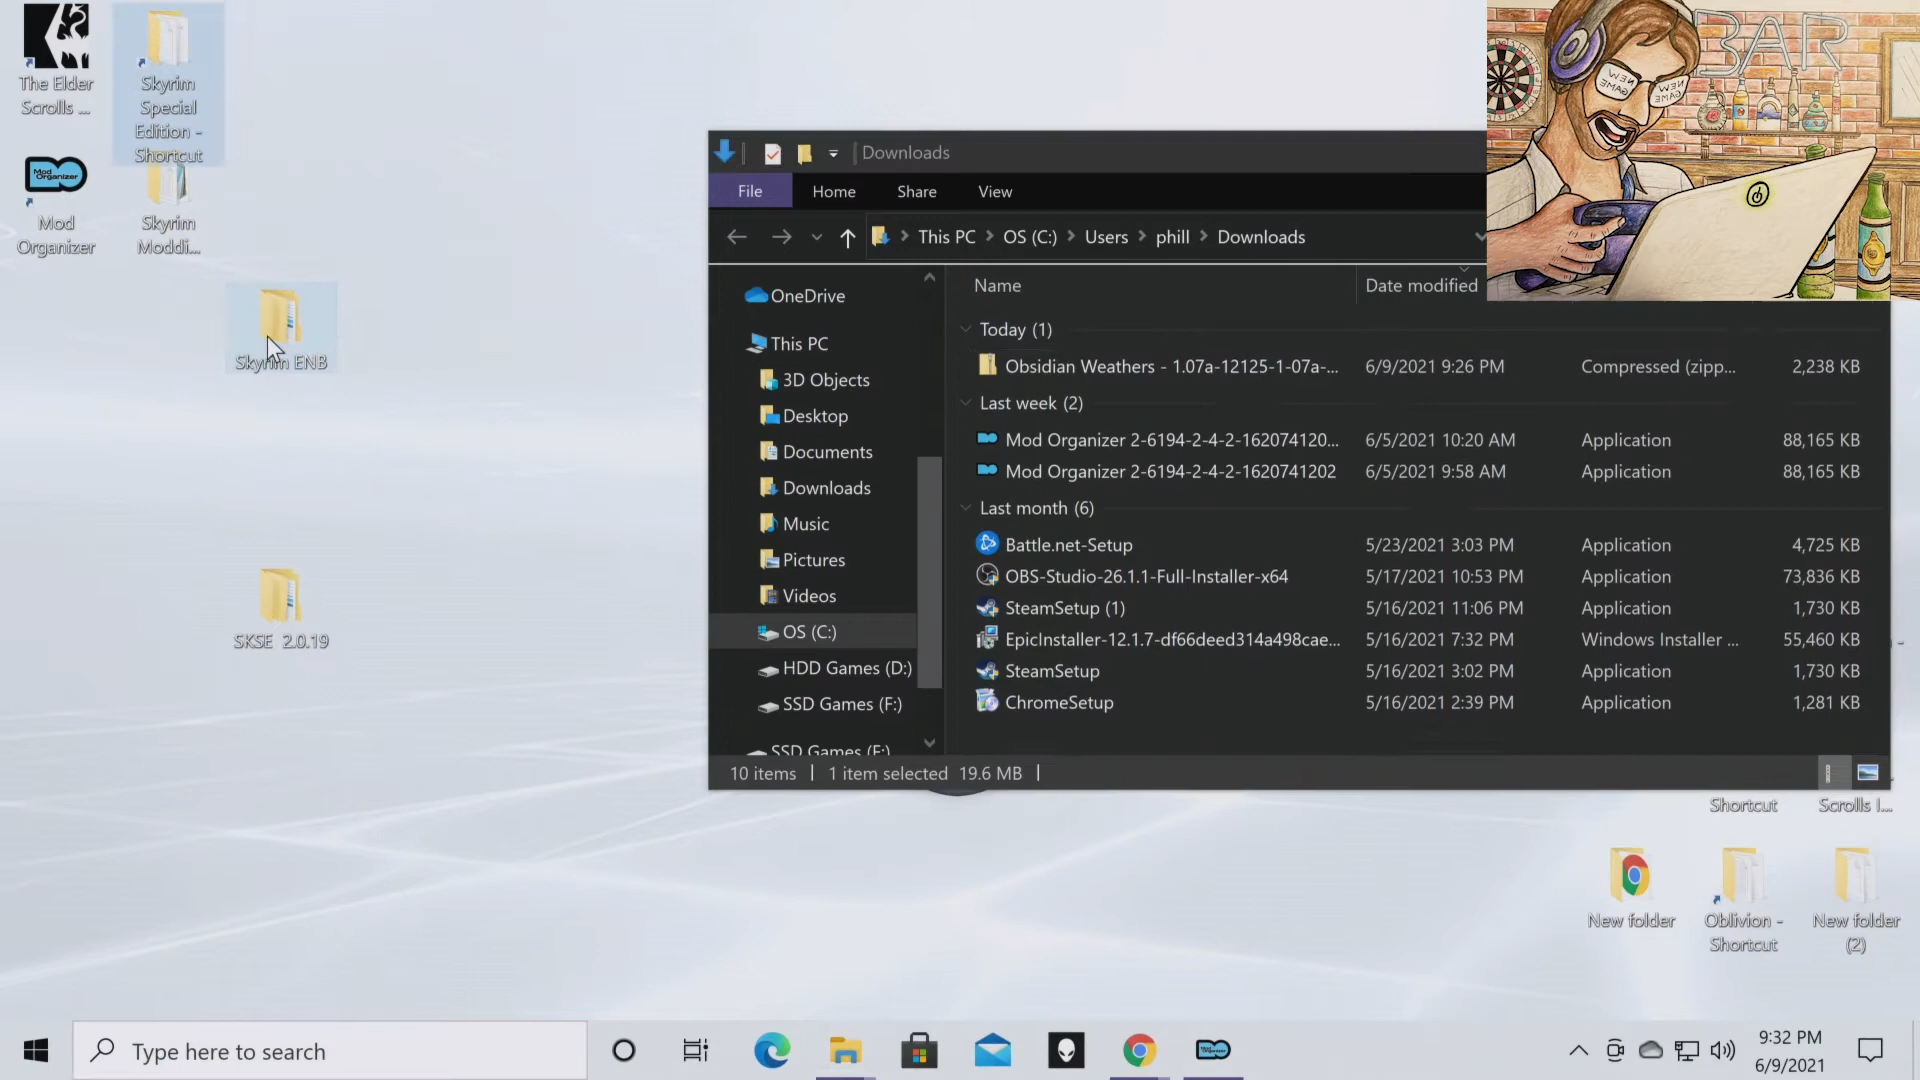 The Elder
Scrolls ...
Skyrim
Special
Edition -
Shortcut
Mod Organizer
Mod
Organizer
Skyrim
Moddi...
Skyrim ENB
SKSE_2.0.19
Downloads
File Home Share View
This PC > OS (C:) > Users > phill > Downloads
OneDrive
This PC
3D Objects
Desktop
Documents
Downloads
Music
Pictures
Videos
OS (C:)
HDD Games (D:)
SSD Games (F:)
SSD Games (F:)
Name Date modified
Today (1)
Obsidian Weathers - 1.07a-12125-1-07a-... 6/9/2021 9:26 PM Compressed (zipp... 2,238 KB
Last week (2)
Mod Organizer 2-6194-2-4-2-162074120... 6/5/2021 10:20 AM Application 88,165 KB
Mod Organizer 2-6194-2-4-2-1620741202 6/5/2021 9:58 AM Application 88,165 KB
Last month (6)
Battle.net-Setup 5/23/2021 3:03 PM Application 4,725 KB
OBS-Studio-26.1.1-Full-Installer-x64 5/17/2021 10:53 PM Application 73,836 KB
SteamSetup (1) 5/16/2021 11:06 PM Application 1,730 KB
EpicInstaller-12.1.7-df66deed314a498cae... 5/16/2021 7:32 PM Windows Installer ... 55,460 KB
SteamSetup 5/16/2021 3:02 PM Application 1,730 KB
ChromeSetup 5/16/2021 2:39 PM Application 1,281 KB
10 items 1 item selected 19.6 MB
BAR
NEW GAME
NEW GAME
Shortcut
Scrolls I...
New folder
Oblivion -
Shortcut
New folder
(2)
Type here to search
9:32 PM
6/9/2021